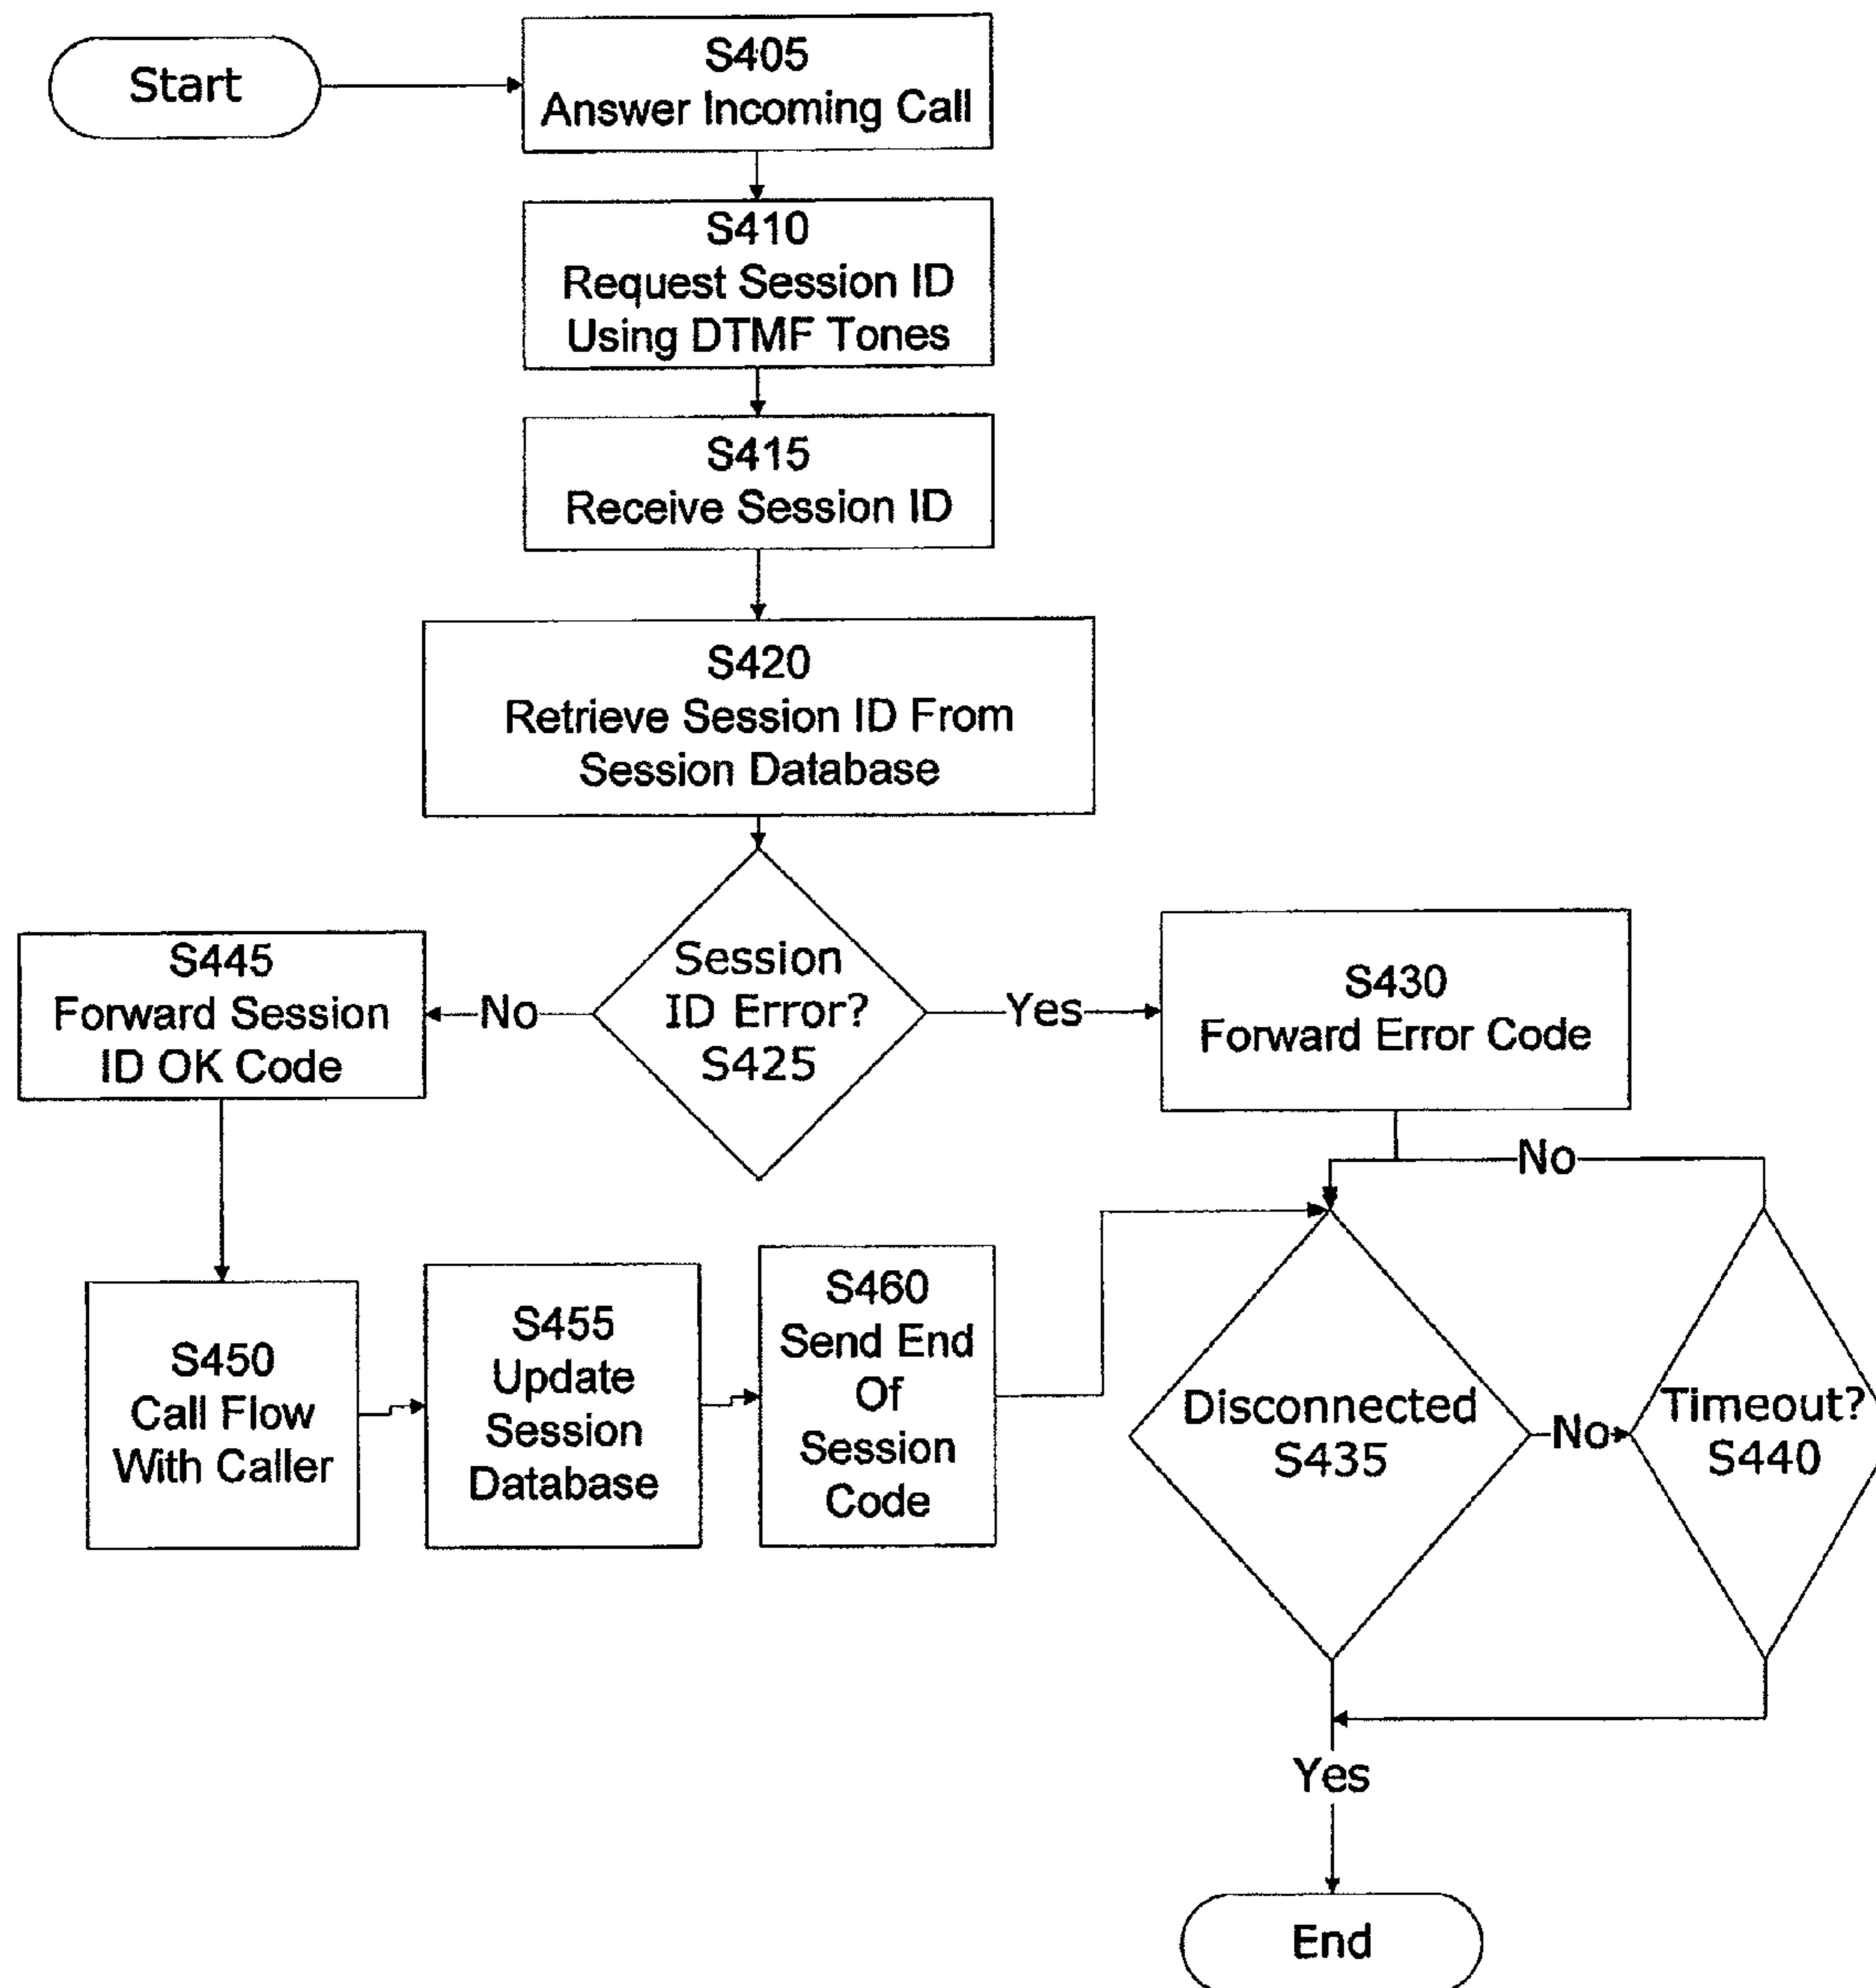 Start
S405
Answer Incoming Call
S410
Request Session ID
Using DTMF Tones
S415
Receive Session ID
S420
Retrieve Session ID From
Session Database
Session
ID Error?
S425
No
Yes
S445
Forward Session
ID OK Code
S430
Forward Error Code
No
S450
Call Flow
With Caller
S455
Update
Session
Database
S460
Send End
Of
Session
Code
Disconnected
S435
No
Timeout?
S440
Yes
End